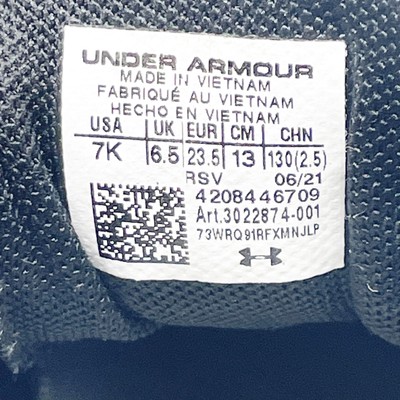 UNDER ARMOUR
MADE IN VIETNAM
FABRIQUÉ AU VIETNAM
HECHO EN VIETNAM
USA UK EUR CM CHN
7K 6.5 23.5 13 130(2.5)
RSV 06/21
4208446709
Art.3022874-001
73WRQ91RFXMNJLP